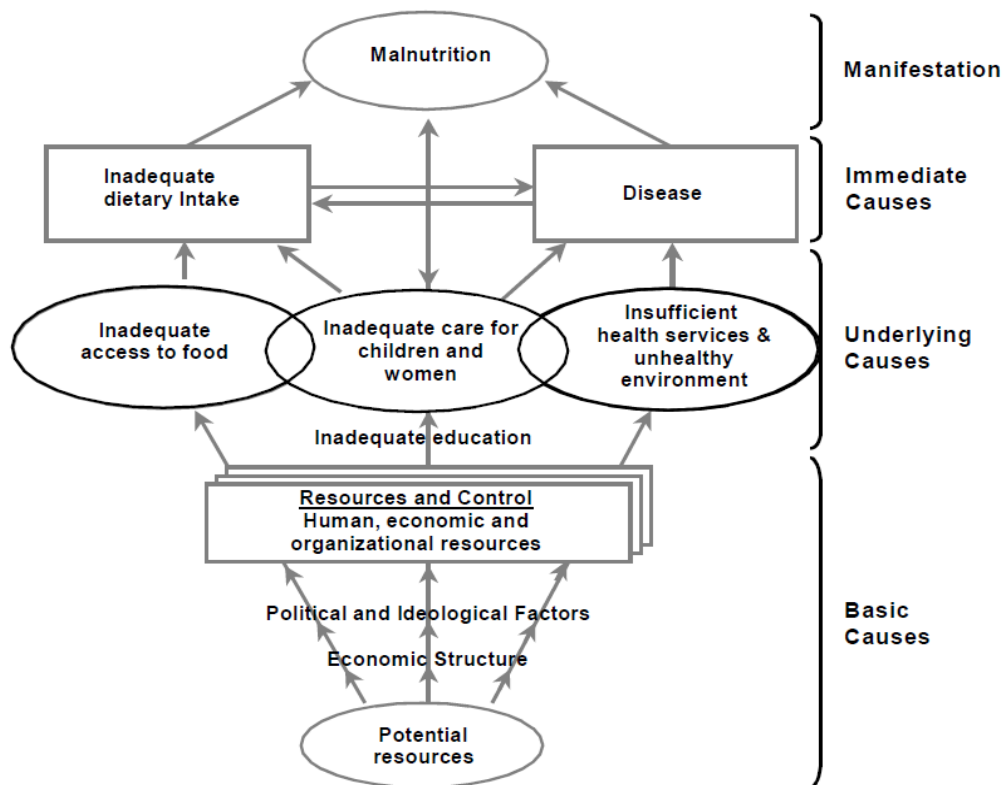 Malnutrition
Manifestation
Inadequate
dietary Intake
Disease
Immediate
Causes
Inadequate
access to food
Inadequate care for
children and
women
Insufficient
health services &
unhealthy
environment
Underlying
Causes
Inadequate education
Resources and Control
Human, economic and
organizational resources
Political and Ideological Factors
Economic Structure
Basic
Causes
Potential
resources